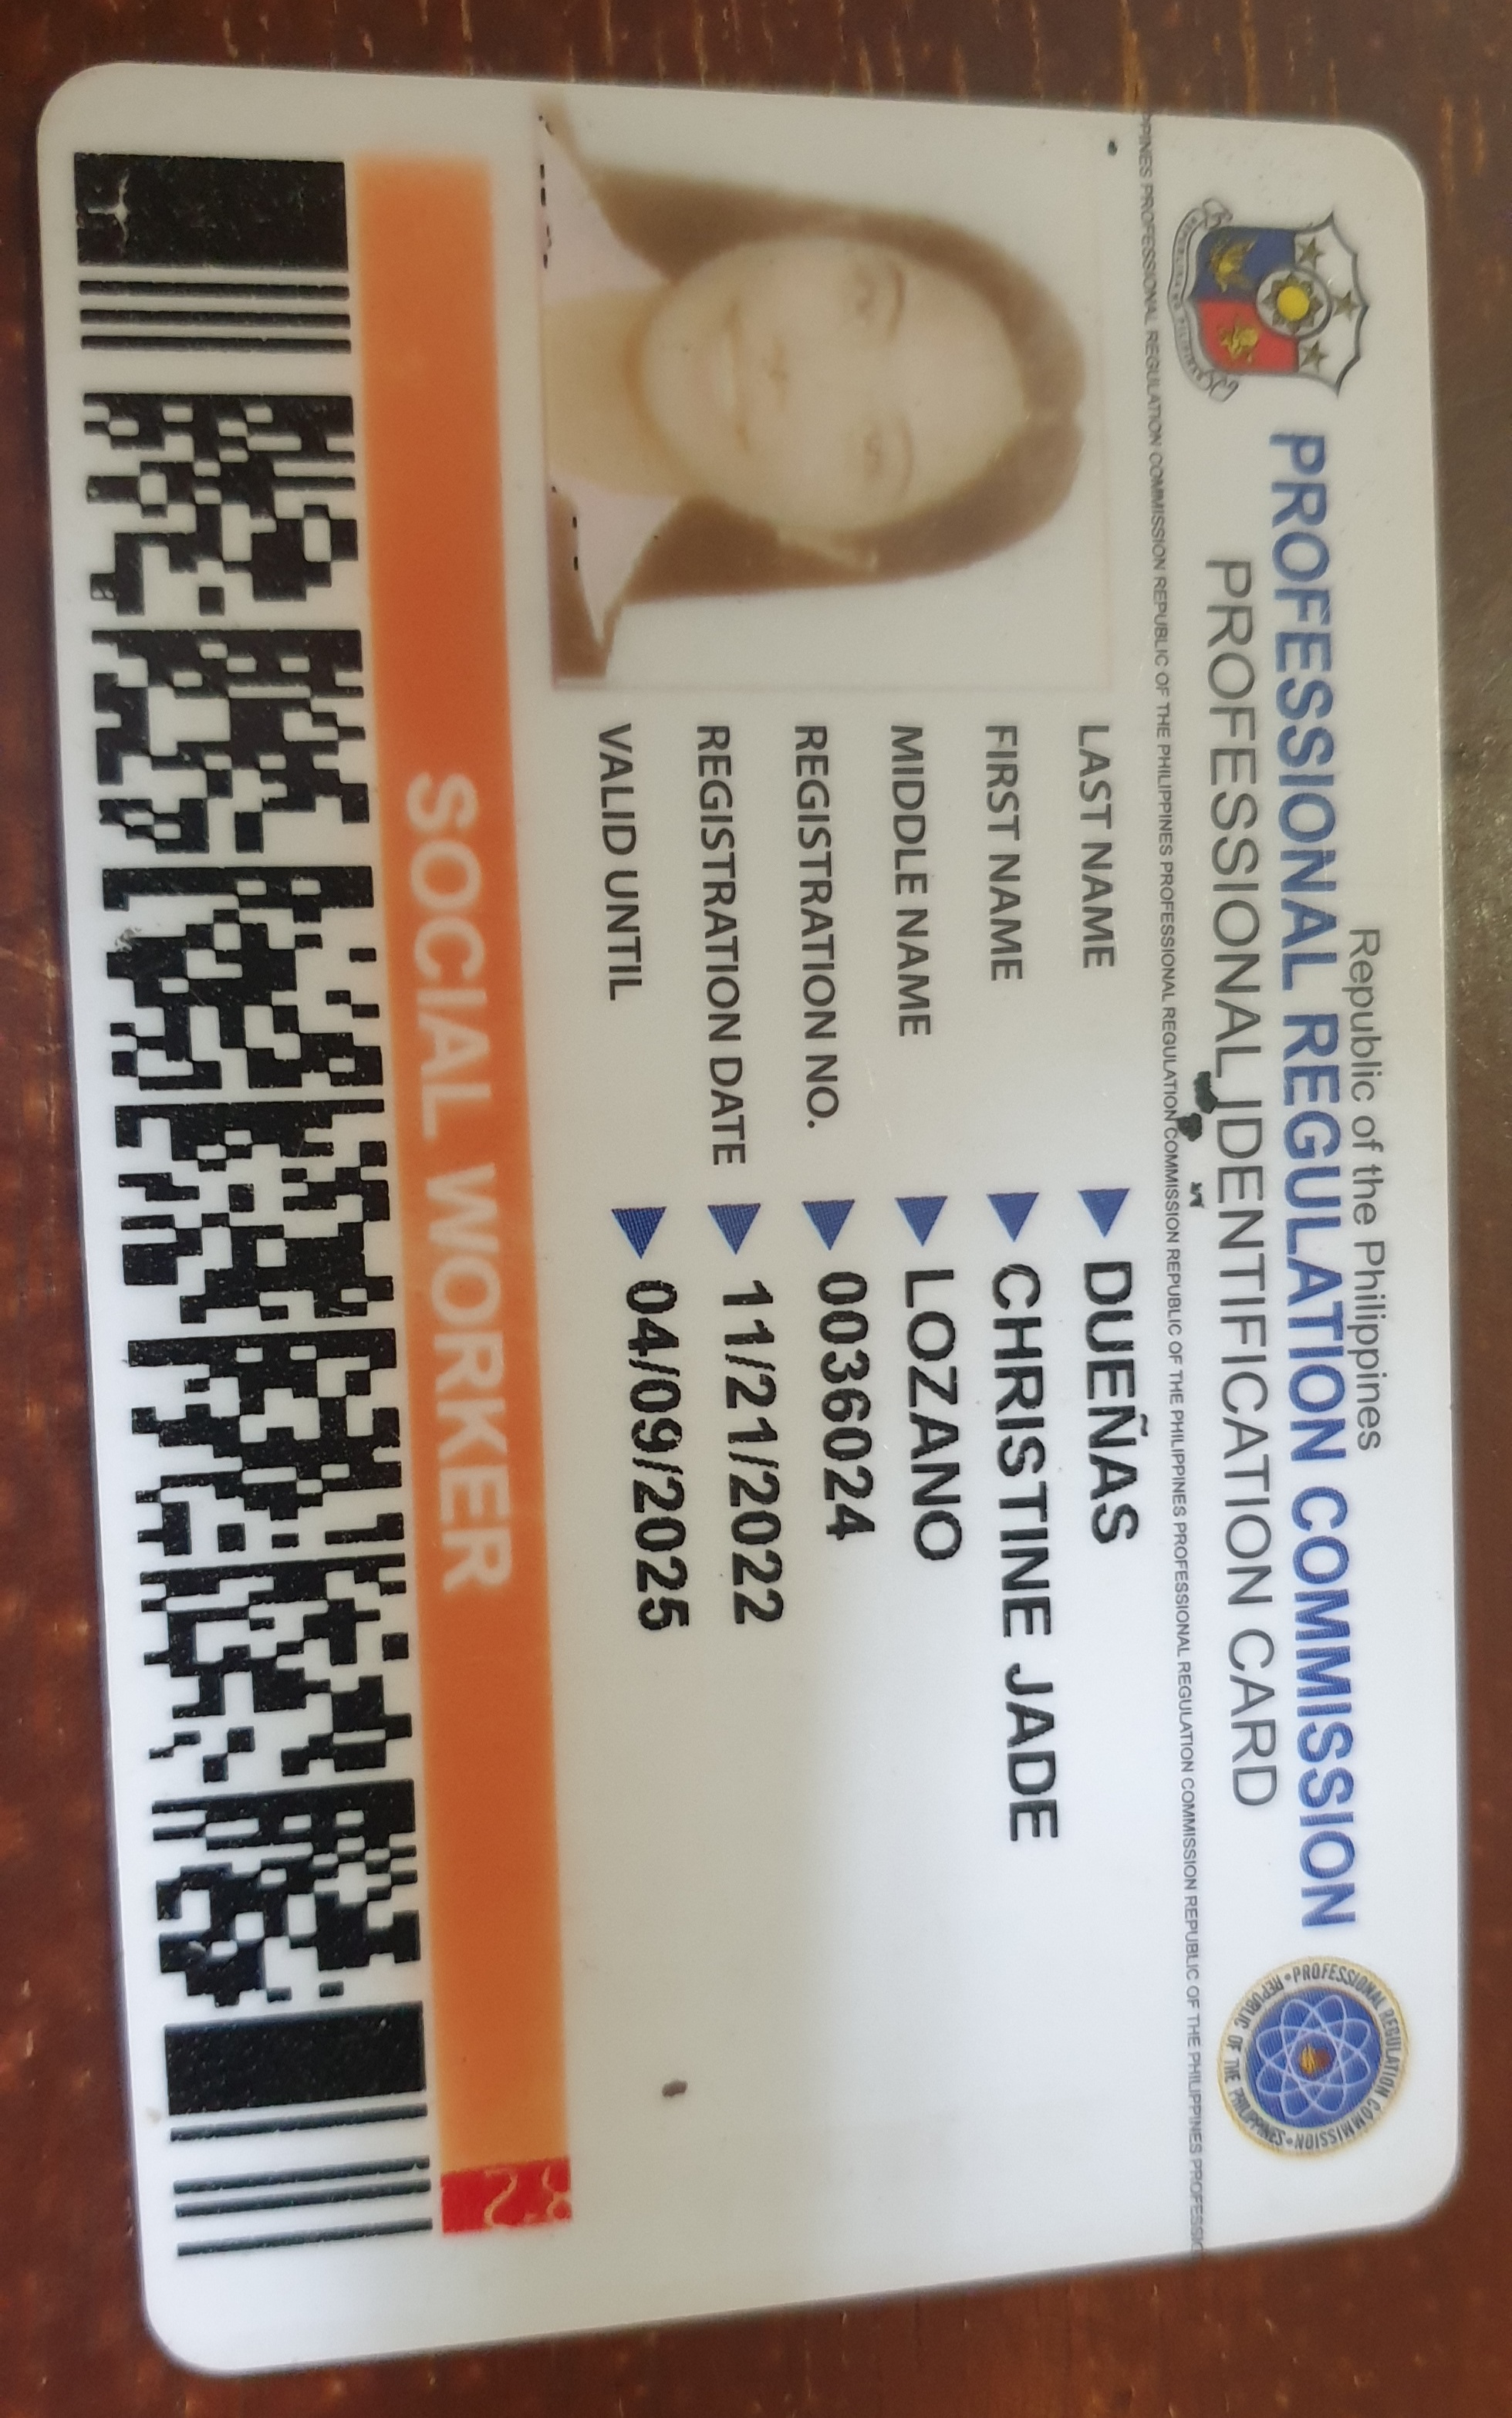 Republic of the Philippines
PROFESSIONAL REGULATION COMMISSION
PROFESSIONAL IDENTIFICATION CARD
PPINES PROFESSIONAL REGULATION COMMISSION REPUBLIC OF THE PHILIPPINES PROFESSIONAL REGULATION COMMISSION REPUBLIC OF THE PHILIPPINES PROFESSIONAL REGULATION COMMISSION REPUBLIC OF THE PHILIPPINES PROFESSIO
PROFESSIONAL REGULATION COMMISSION • REPUBLIC OF THE PHILIPPINES •
LAST NAME DUEÑAS
FIRST NAME CHRISTINE JADE
MIDDLE NAME LOZANO
REGISTRATION NO. 0036024
REGISTRATION DATE 11/21/2022
VALID UNTIL 04/09/2025
SOCIAL WORKER